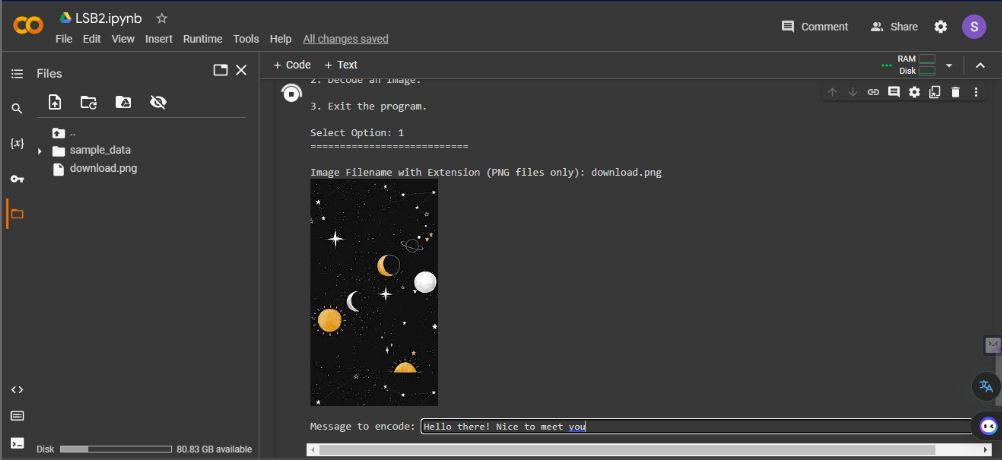 LSB2.ipynb
File Edit View Insert Runtime Tools Help All changes saved
Comment Share S
Files
+ Code + Text
RAM
Disk
..
sample_data
download.png
{x}
2. Decode an image.
3. Exit the program.
Select Option: 1
===========================
Image Filename with Extension (PNG files only): download.png
Message to encode: Hello there! Nice to meet you
Disk 80.83 GB available